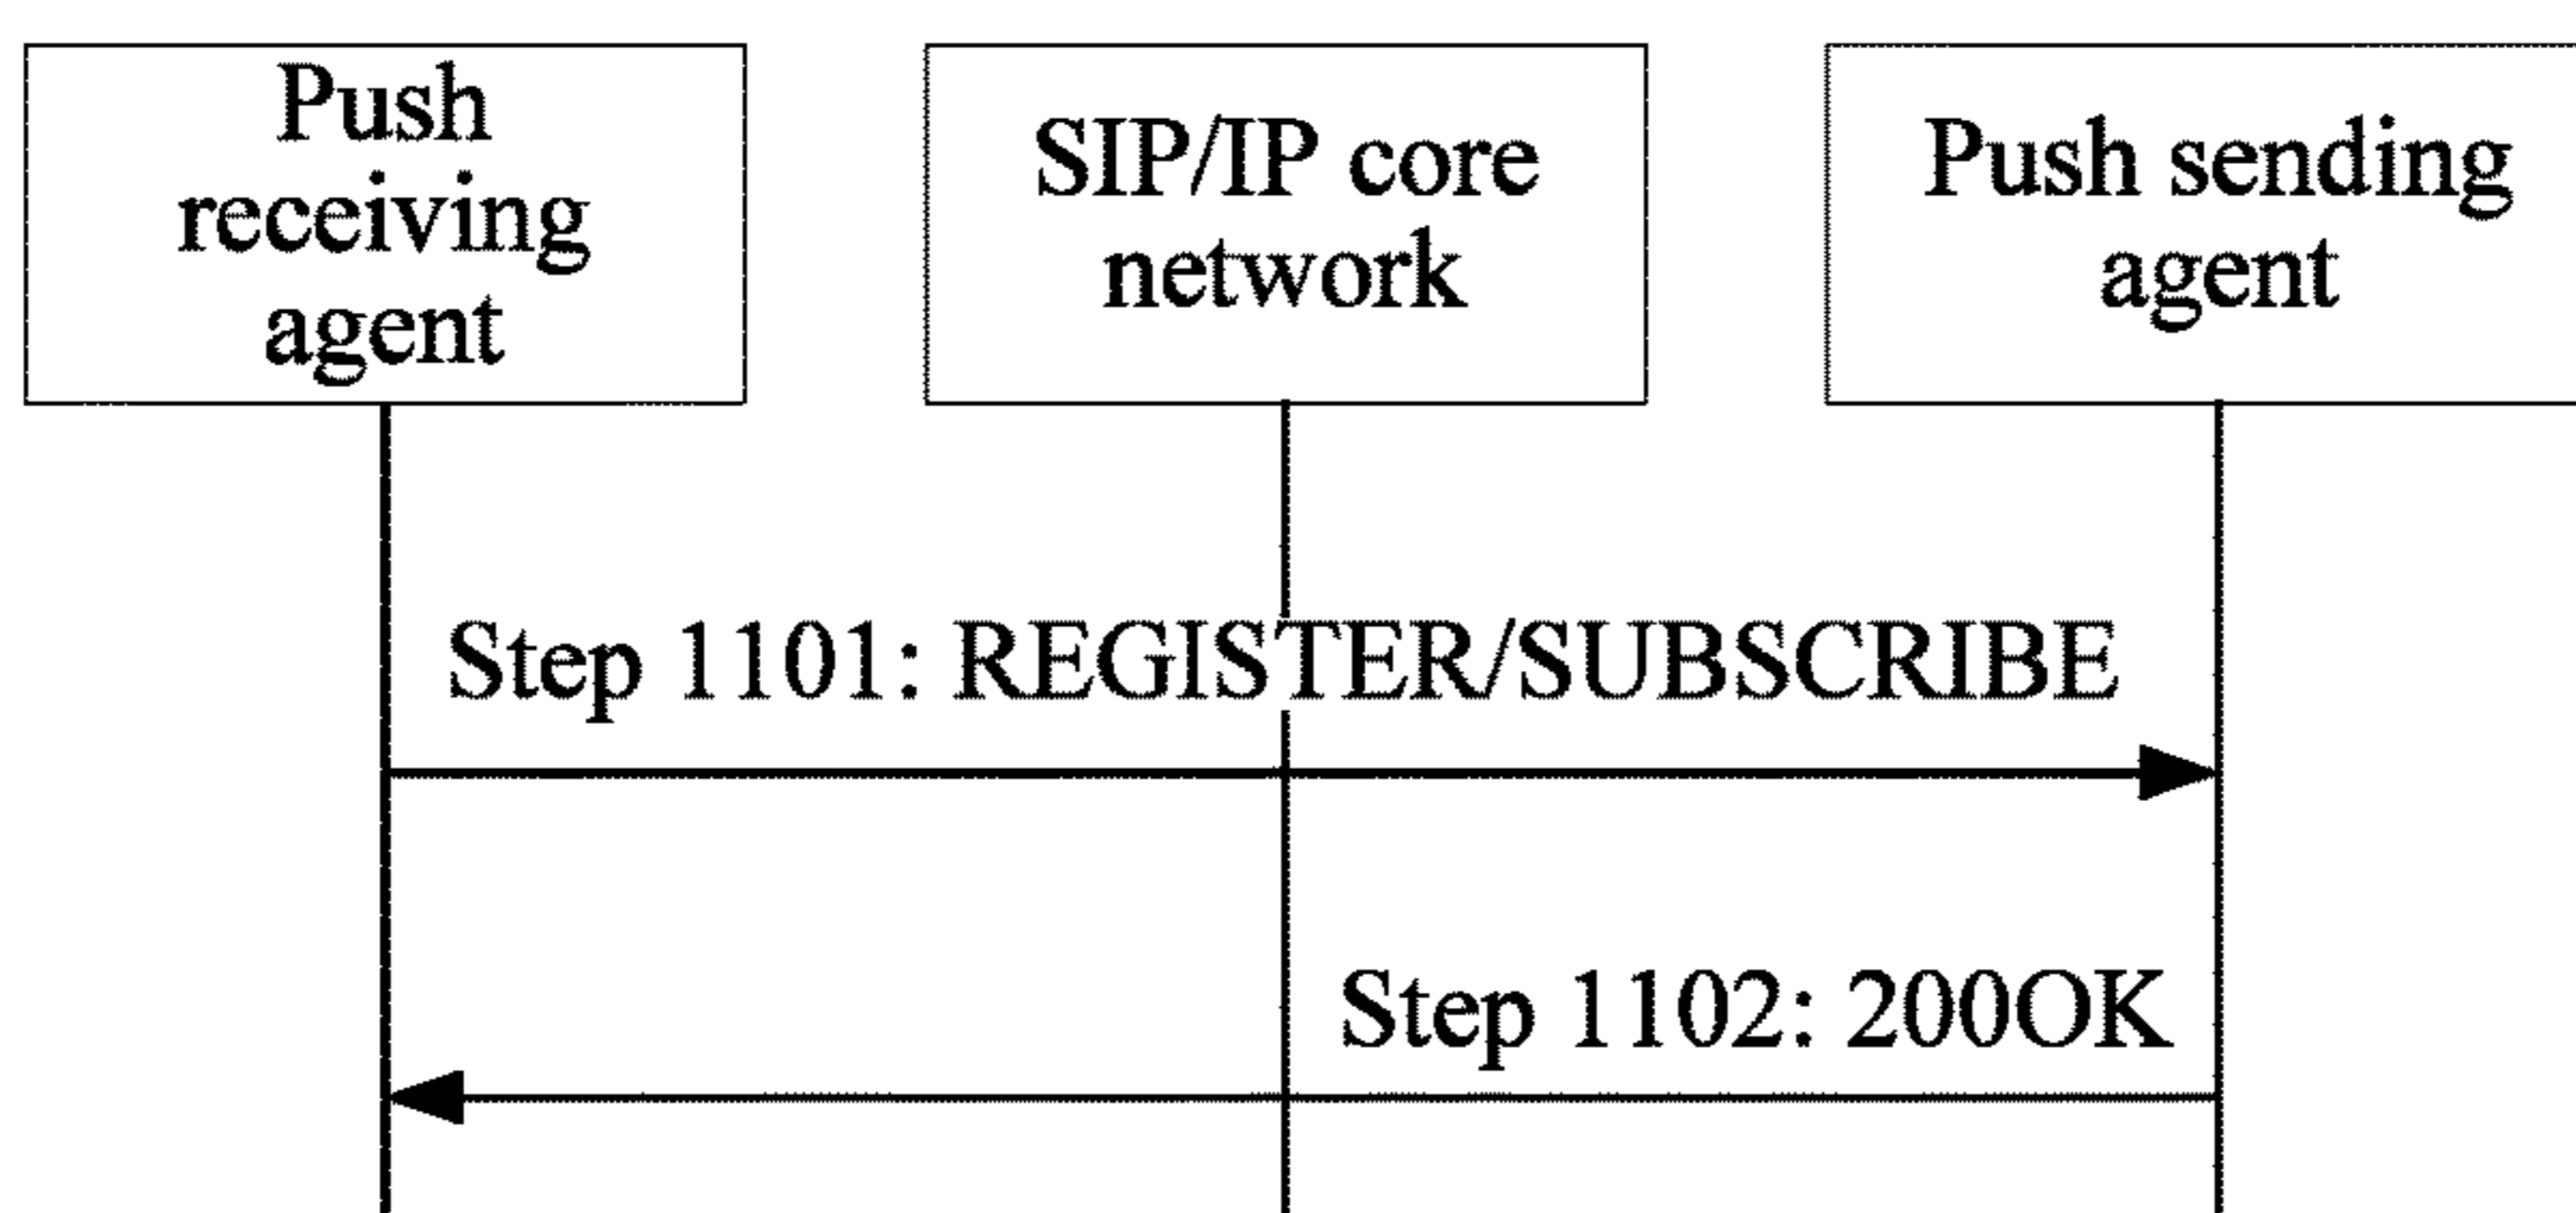 Push
receiving
agent
SIP/IP core
network
Push sending
agent
Step 1101: REGISTER/SUBSCRIBE
Step 1102: 200OK